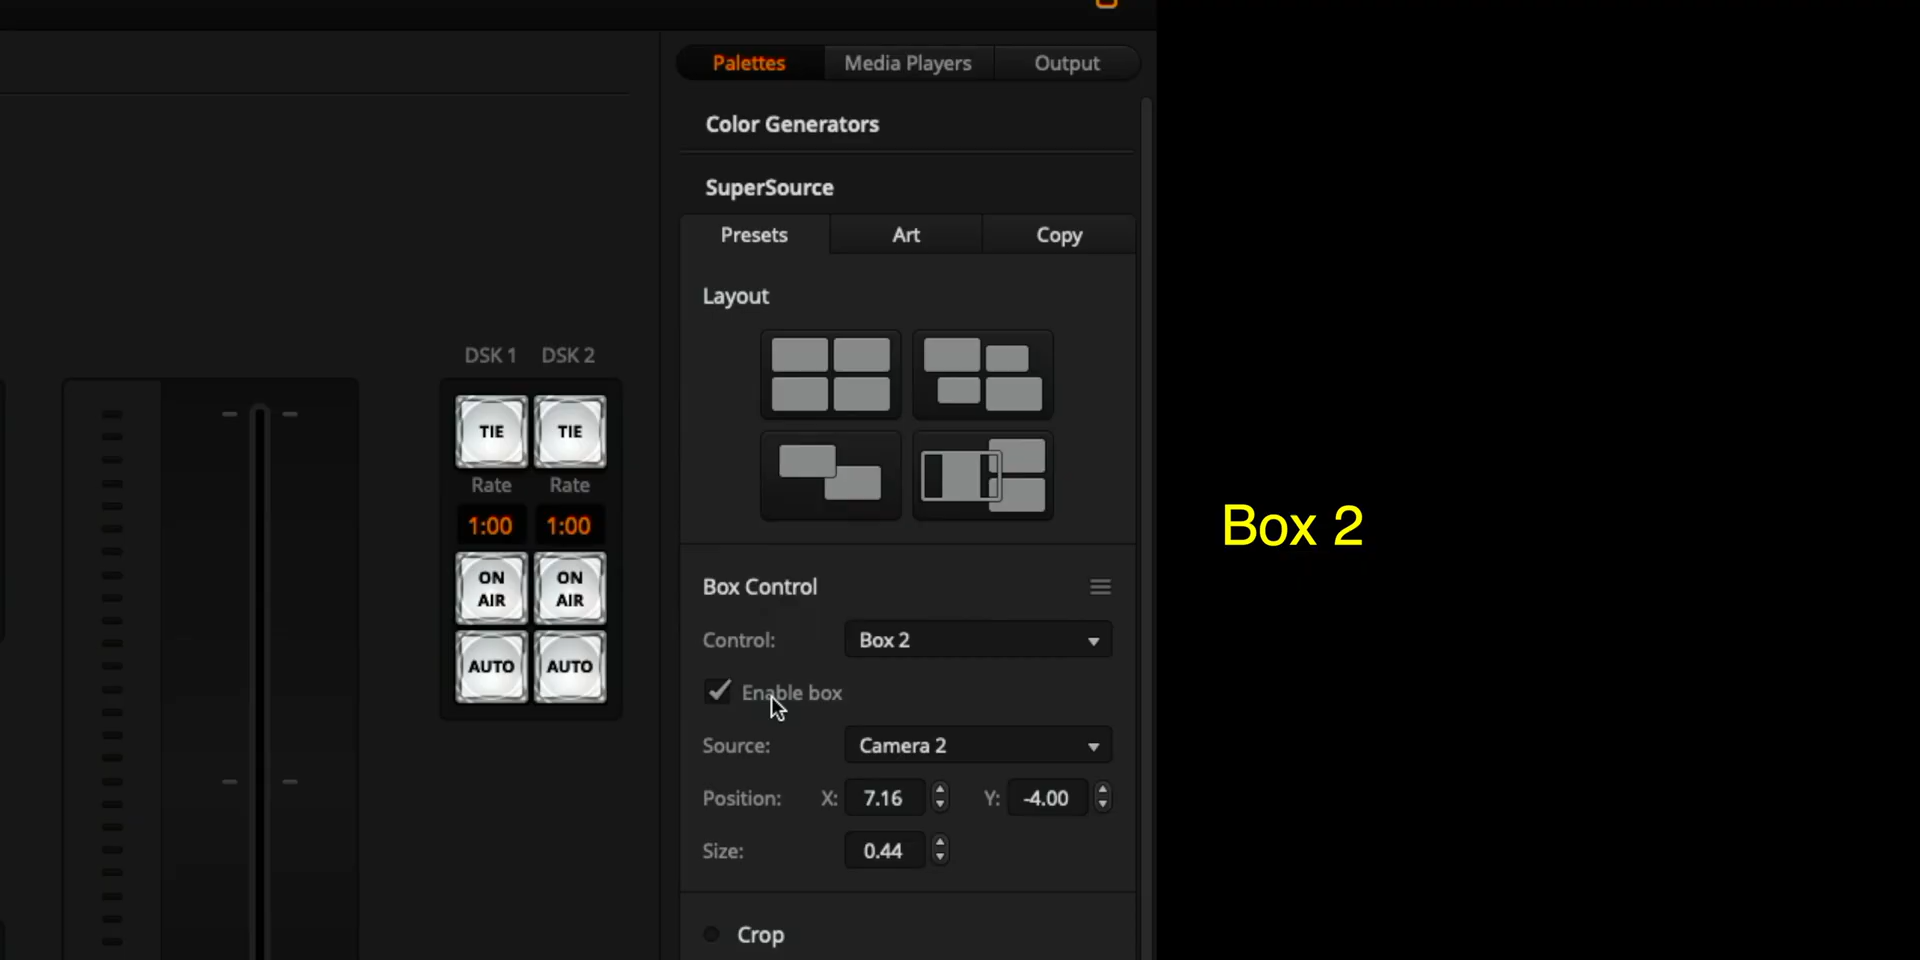 Palettes Media Players Output
Color Generators
SuperSource
Presets Art Copy
Layout
DSK 1 DSK 2
TIE TIE
Rate Rate
1:00 1:00
ON AIR ON AIR
AUTO AUTO
Box Control
Control: Box 2
Enable box
Source: Camera 2
Position: X: 7.16 Y: -4.00
Size: 0.44
Crop
Box 2